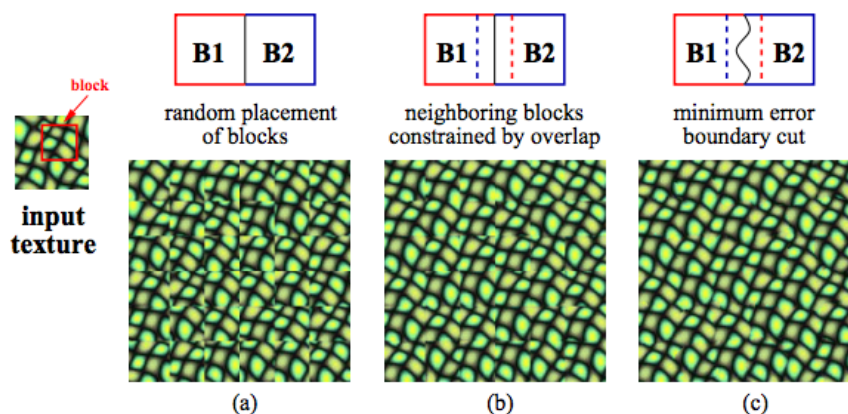 B1 B2
B1 B2
B1 B2
block
random placement
of blocks
neighboring blocks
constrained by overlap
minimum error
boundary cut
input
texture
(a)
(b)
(c)